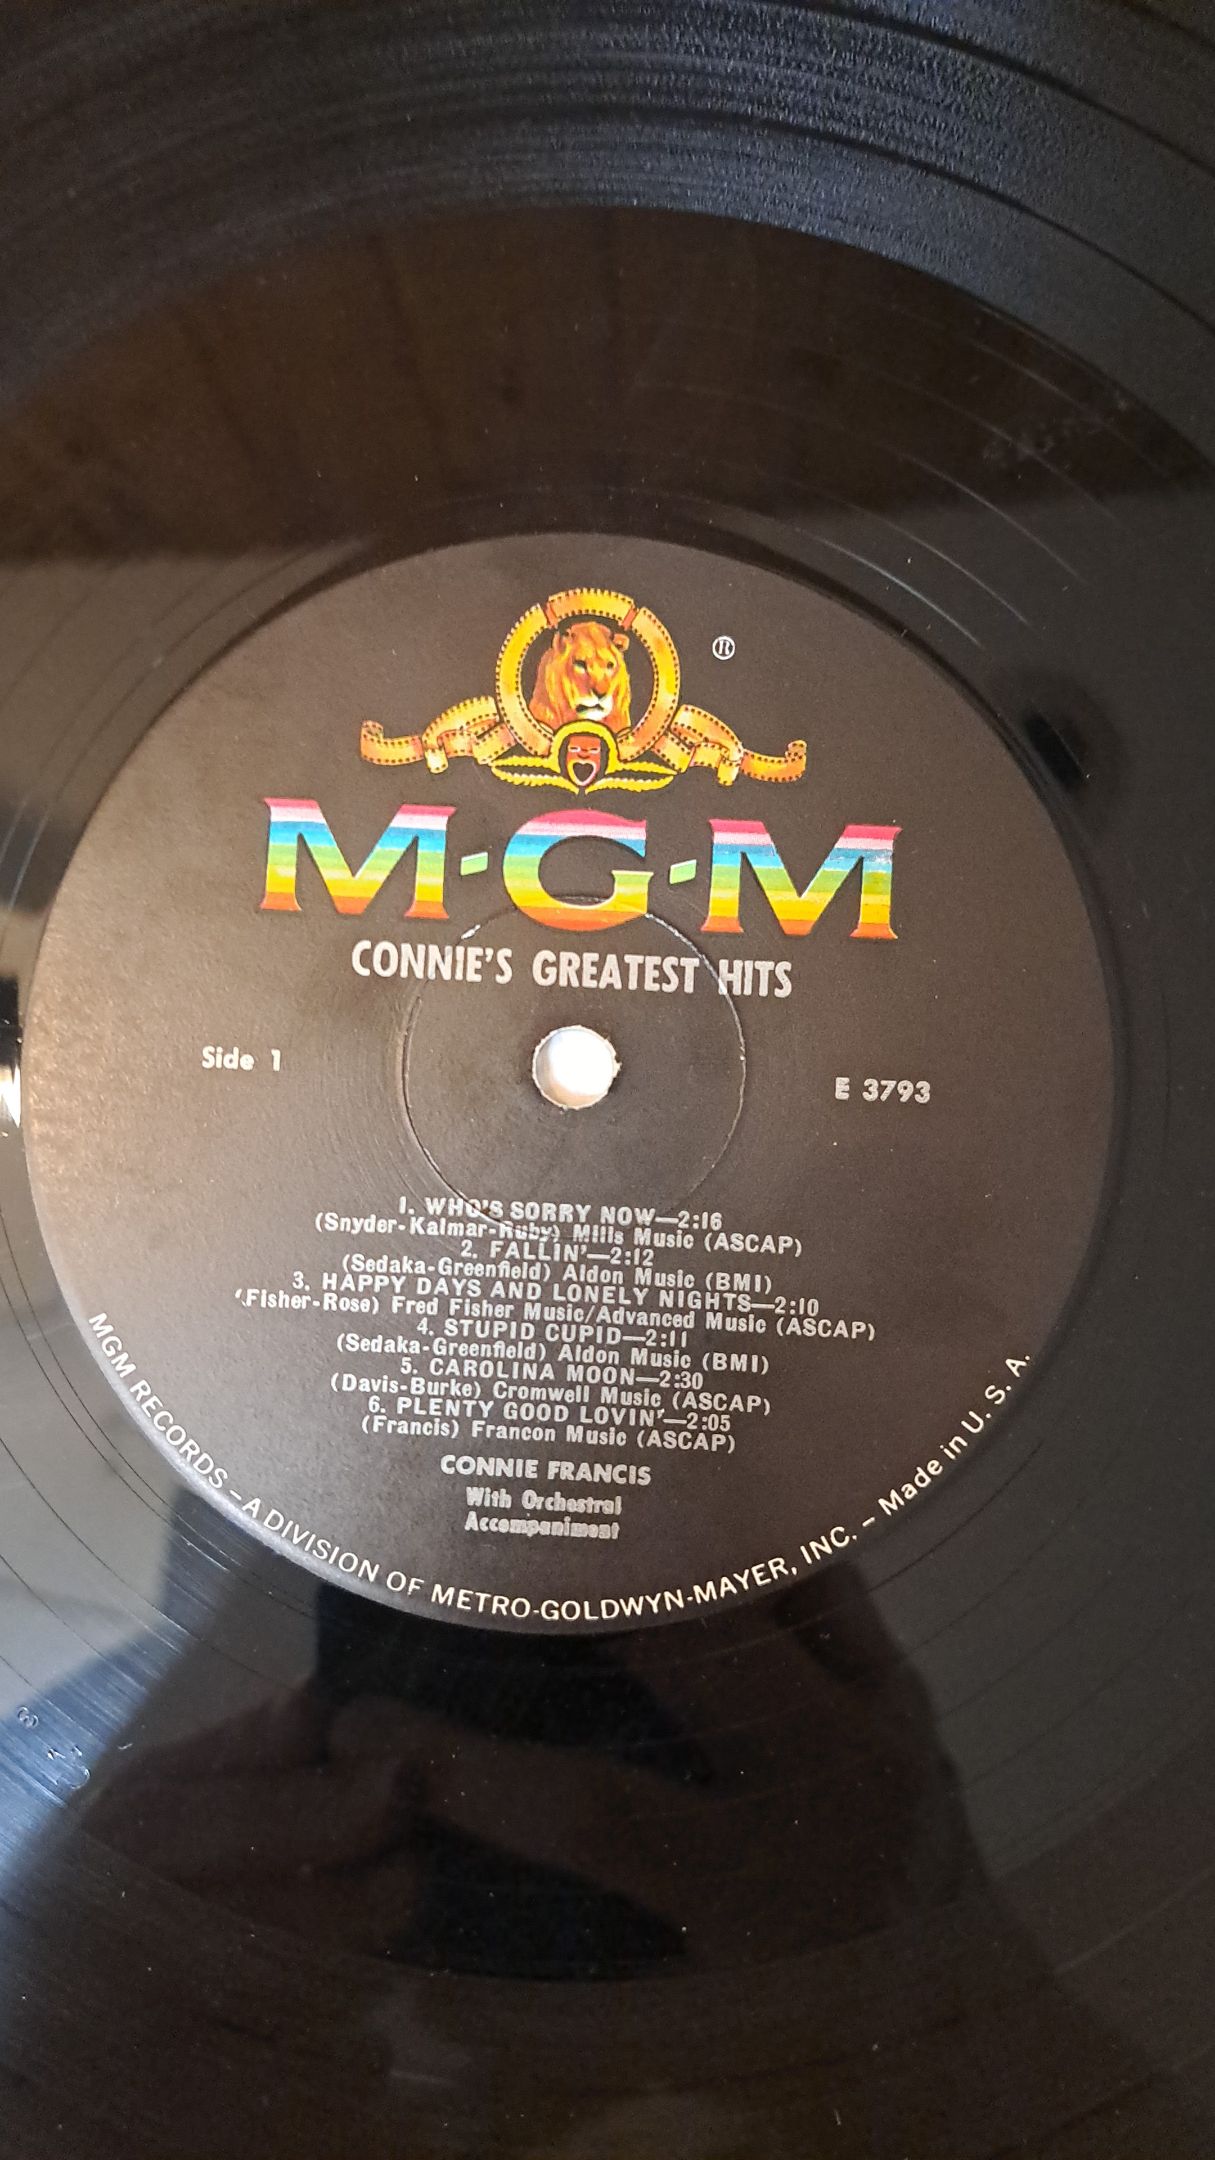 ®
M-G-M
CONNIE'S GREATEST HITS
Side 1
E 3793
1. WHO'S SORRY NOW—2:16
(Snyder-Kalmar-Ruby) Mills Music (ASCAP)
2. FALLIN'—2:12
(Sedaka-Greenfield) Aldon Music (BMI)
3. HAPPY DAYS AND LONELY NIGHTS—2:10
(Fisher-Rose) Fred Fisher Music/Advanced Music (ASCAP)
4. STUPID CUPID—2:11
(Sedaka-Greenfield) Aldon Music (BMI)
5. CAROLINA MOON—2:30
(Davis-Burke) Cromwell Music (ASCAP)
6. PLENTY GOOD LOVIN'—2:05
(Francis) Francon Music (ASCAP)
CONNIE FRANCIS
With Orchestral
Accompaniment
MGM RECORDS – A DIVISION OF METRO-GOLDWYN-MAYER, INC. – Made in U. S. A.